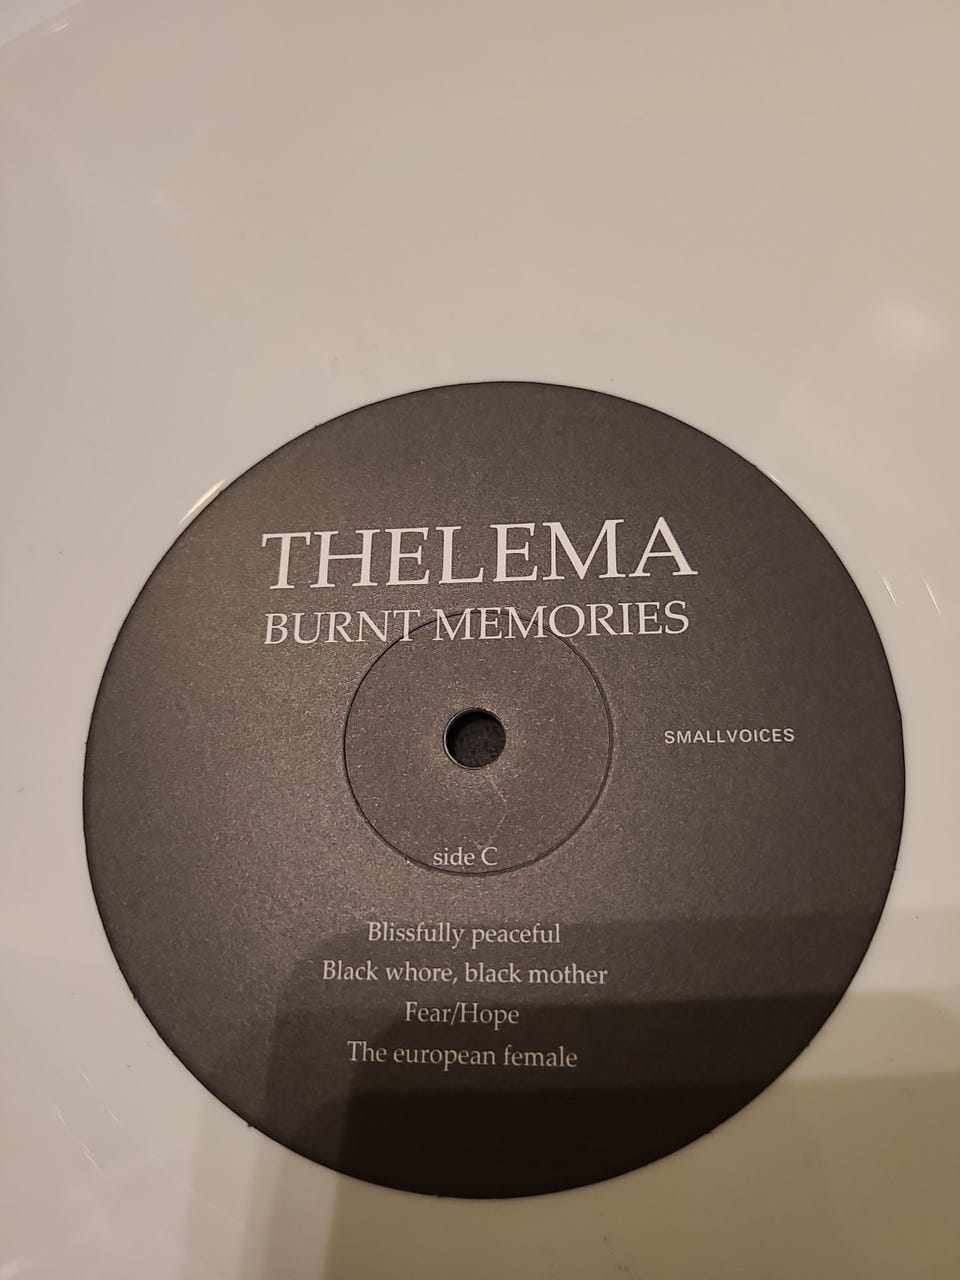 THELEMA
BURNT MEMORIES
SMALLVOICES
side C
Blissfully peaceful
Black whore, black mother
Fear/Hope
The european female